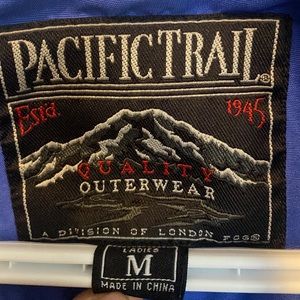 PACIFIC TRAIL®
Estd. 1945
QUALITY
OUTERWEAR
A DIVISION OF LONDON FOG®
LADIES
M
MADE IN CHINA